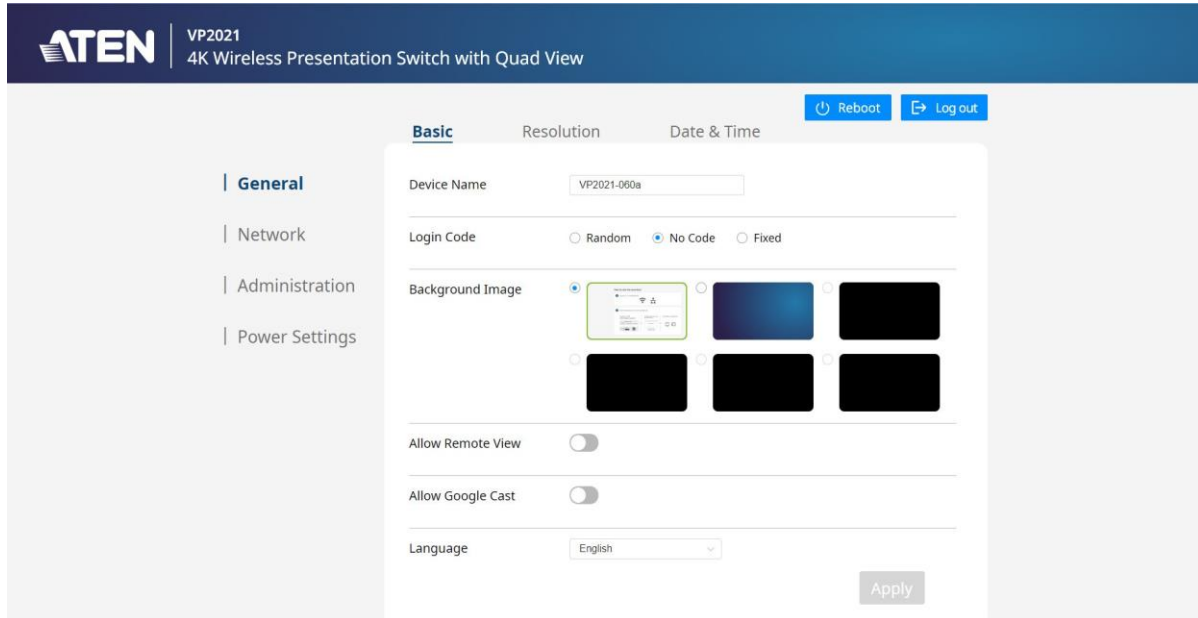 ATEN
VP2021
4K Wireless Presentation Switch with Quad View
Reboot
Log out
Basic
Resolution
Date & Time
General
Network
Administration
Power Settings
Device Name
VP2021-060a
Login Code
Random
No Code
Fixed
Background Image
Allow Remote View
Allow Google Cast
Language
English
Apply